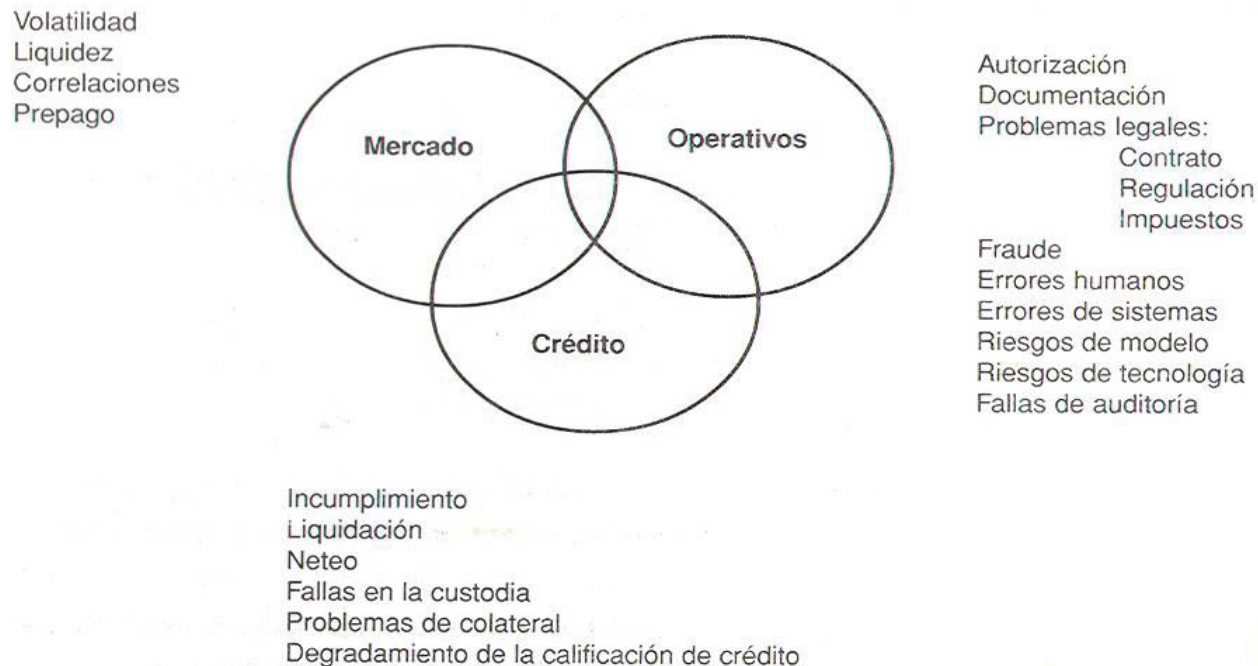 Volatilidad
Liquidez
Correlaciones
Prepago
Mercado
Operativos
Crédito
Autorización
Documentación
Problemas legales:
Contrato
Regulación
Impuestos
Fraude
Errores humanos
Errores de sistemas
Riesgos de modelo
Riesgos de tecnología
Fallas de auditoría
Incumplimiento
Liquidación
Neteo
Fallas en la custodia
Problemas de colateral
Degradamiento de la calificación de crédito